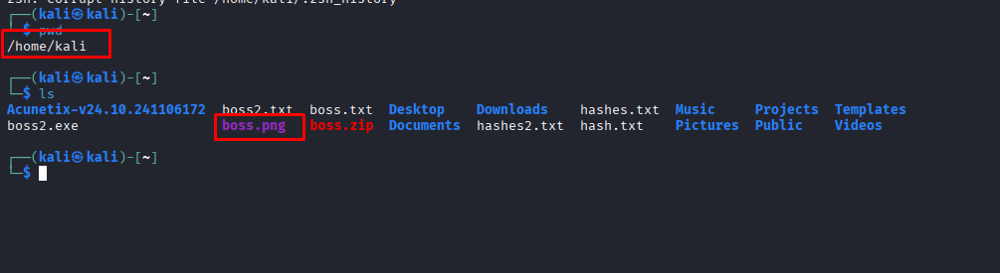 zsh: corrupt history file /home/kali/.zsh_history
┌──(kali㉿kali)-[~]
└─$ pwd
/home/kali
┌──(kali㉿kali)-[~]
└─$ ls
Acunetix-v24.10.241106172 boss2.txt boss.txt Desktop Downloads hashes.txt Music Projects Templates
boss2.exe boss.png boss.zip Documents hashes2.txt hash.txt Pictures Public Videos
┌──(kali㉿kali)-[~]
└─$